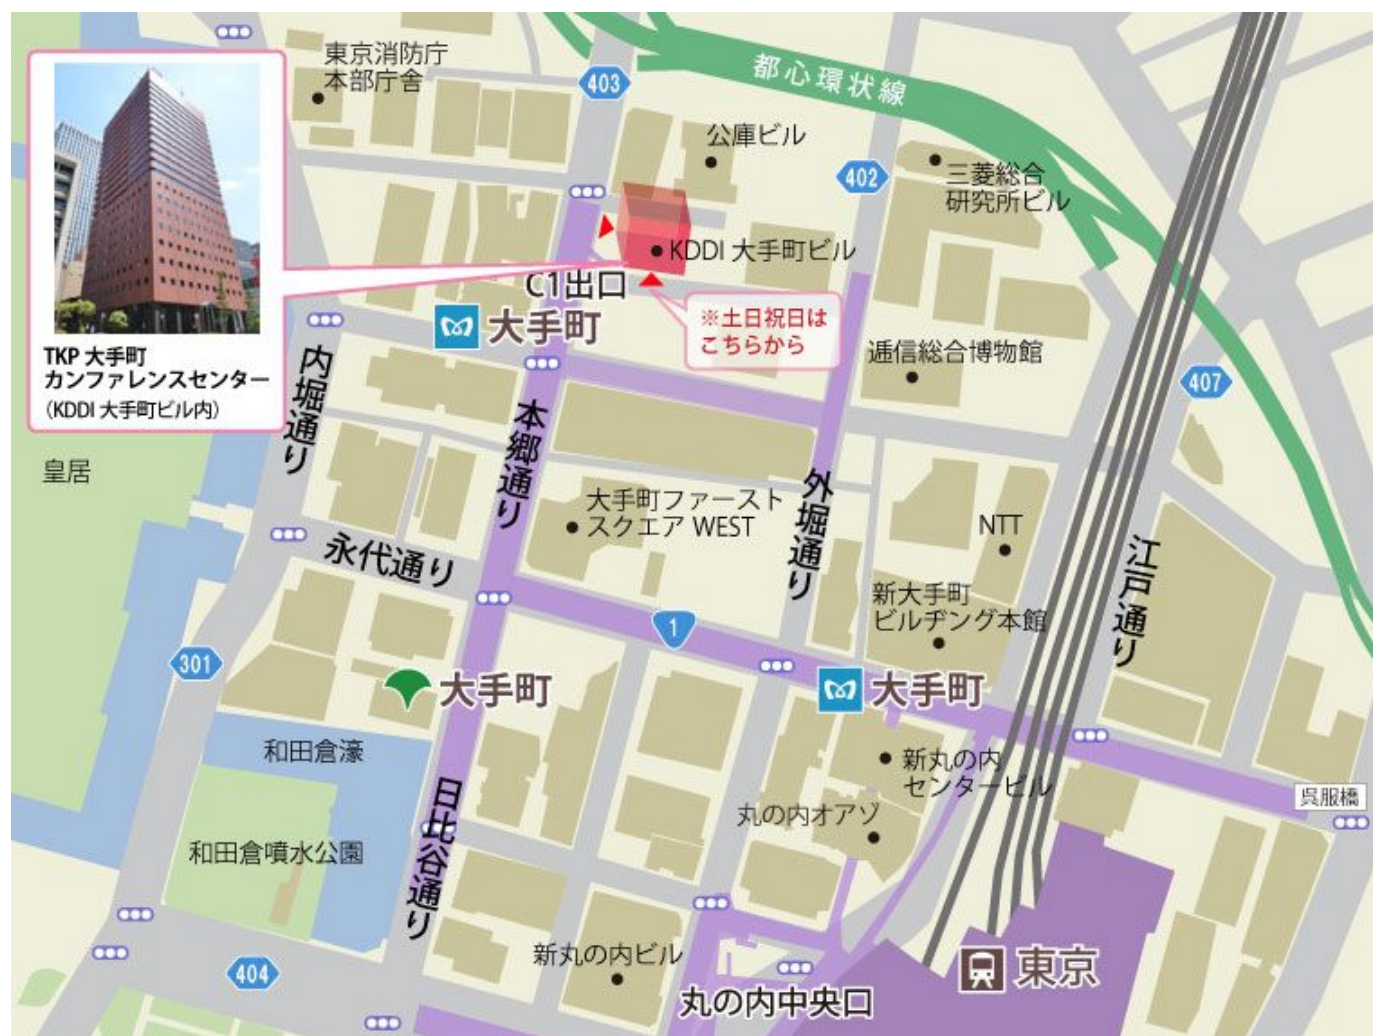 東京消防庁
本部庁舎
403
都心環状線
公庫ビル
402
三菱総合
研究所ビル
KDDI 大手町ビル
C1出口
大手町
※土日祝日は
こちらから
TKP 大手町
カンファレンスセンター
（KDDI 大手町ビル内）
内堀通り
逓信総合博物館
407
本郷通り
皇居
外堀通り
大手町ファースト
スクエア WEST
NTT
永代通り
江戸通り
新大手町
ビルヂング本館
1
301
大手町
大手町
和田倉濠
新丸の内
センタービル
日比谷通り
呉服橋
丸の内オアゾ
和田倉噴水公園
新丸の内ビル
404
東京
丸の内中央口